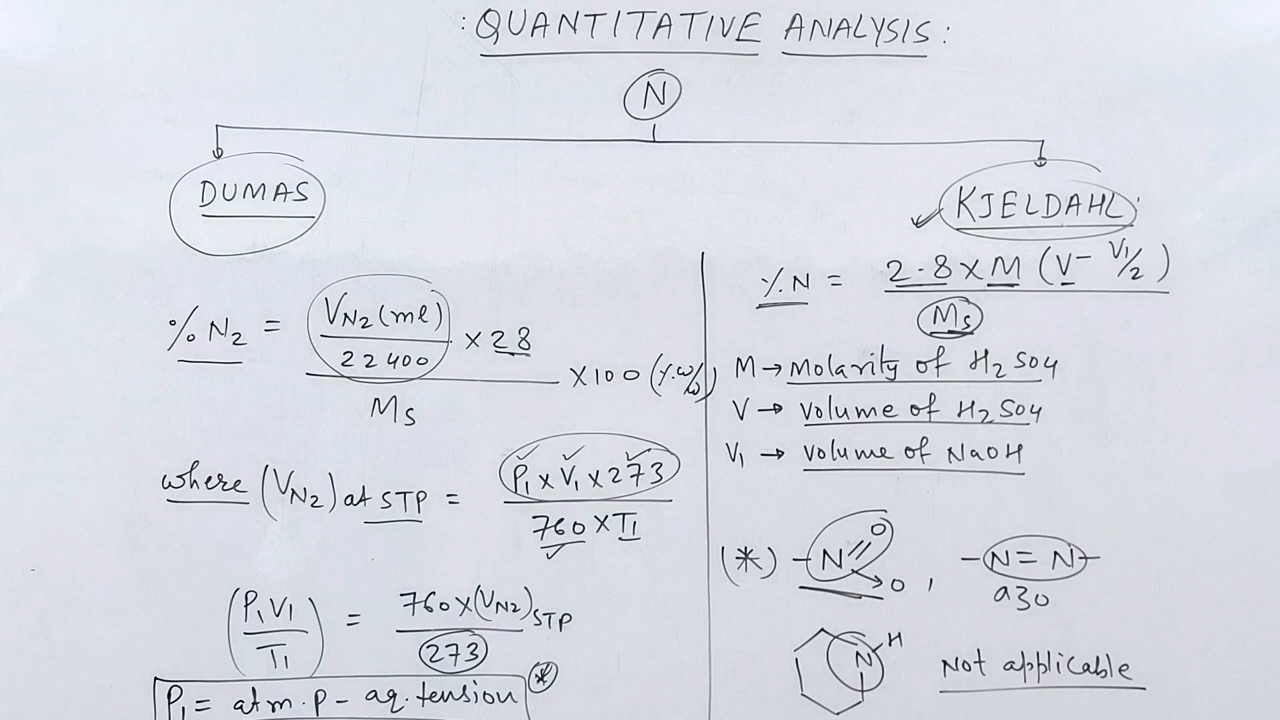 : QUANTITATIVE ANALYSIS :
N
DUMAS
% N₂ = V_N₂(ml)/22400 × 28 / Ms × 100 (%w/w)
where (V_N₂) at STP = P₁ × V₁ × 273 / 760 × T₁
(P₁V₁/T₁) = 760 × (V_N₂)STP / 273
P₁ = atm. p - aq. tension (*)
✓ KJELDAHL
% N = 2.8 × M (V - V₁/2) / Ms
M → Molarity of H₂SO₄
V → volume of H₂SO₄
V₁ → volume of NaOH
(*) -N=O → O , -N=N-
azo
N H Not applicable